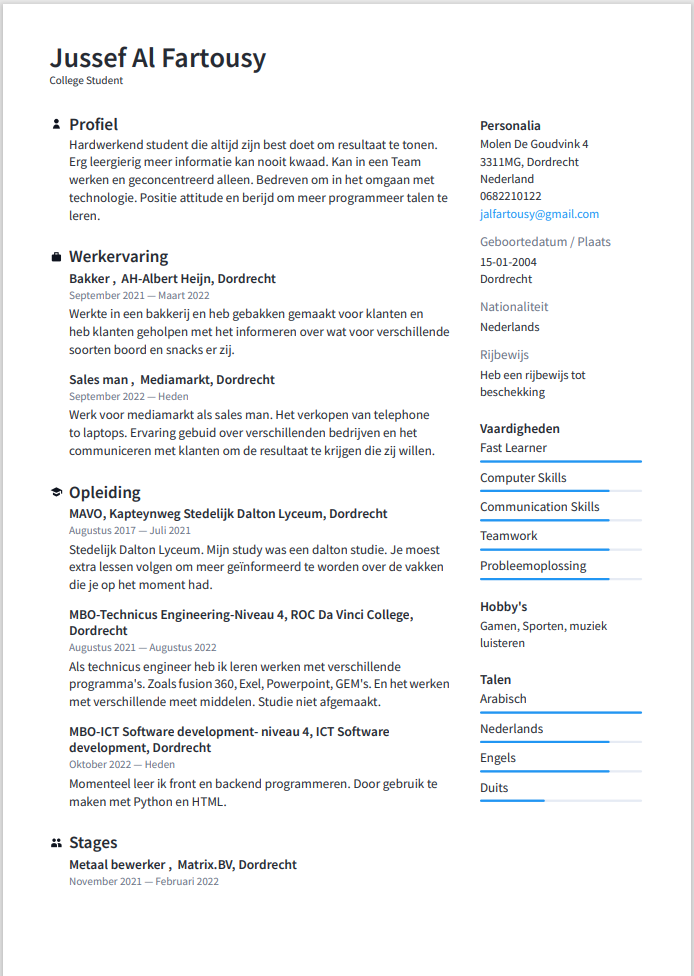 Jussef Al Fartousy
College Student
Profiel
Hardwerkend student die altijd zijn best doet om resultaat te tonen.
Erg leergierig meer informatie kan nooit kwaad. Kan in een Team
werken en geconcentreerd alleen. Bedreven om in het omgaan met
technologie. Positie attitude en berijd om meer programmeer talen te
leren.
Werkervaring
Bakker , AH-Albert Heijn, Dordrecht
September 2021 — Maart 2022
Werkte in een bakkerij en heb gebakken gemaakt voor klanten en
heb klanten geholpen met het informeren over wat voor verschillende
soorten boord en snacks er zij.
Sales man , Mediamarkt, Dordrecht
September 2022 — Heden
Werk voor mediamarkt als sales man. Het verkopen van telephone
to laptops. Ervaring gebuid over verschillenden bedrijven en het
communiceren met klanten om de resultaat te krijgen die zij willen.
Opleiding
MAVO, Kapteynweg Stedelijk Dalton Lyceum, Dordrecht
Augustus 2017 — Juli 2021
Stedelijk Dalton Lyceum. Mijn study was een dalton studie. Je moest
extra lessen volgen om meer geïnformeerd te worden over de vakken
die je op het moment had.
MBO-Technicus Engineering-Niveau 4, ROC Da Vinci College,
Dordrecht
Augustus 2021 — Augustus 2022
Als technicus engineer heb ik leren werken met verschillende
programma's. Zoals fusion 360, Exel, Powerpoint, GEM's. En het werken
met verschillende meet middelen. Studie niet afgemaakt.
MBO-ICT Software development- niveau 4, ICT Software
development, Dordrecht
Oktober 2022 — Heden
Momenteel leer ik front en backend programmeren. Door gebruik te
maken met Python en HTML.
Stages
Metaal bewerker , Matrix.BV, Dordrecht
November 2021 — Februari 2022
Personalia
Molen De Goudvink 4
3311MG, Dordrecht
Nederland
0682210122
jalfartousy@gmail.com
Geboortedatum / Plaats
15-01-2004
Dordrecht
Nationaliteit
Nederlands
Rijbewijs
Heb een rijbewijs tot
beschekking
Vaardigheden
Fast Learner
Computer Skills
Communication Skills
Teamwork
Probleemoplossing
Hobby's
Gamen, Sporten, muziek
luisteren
Talen
Arabisch
Nederlands
Engels
Duits